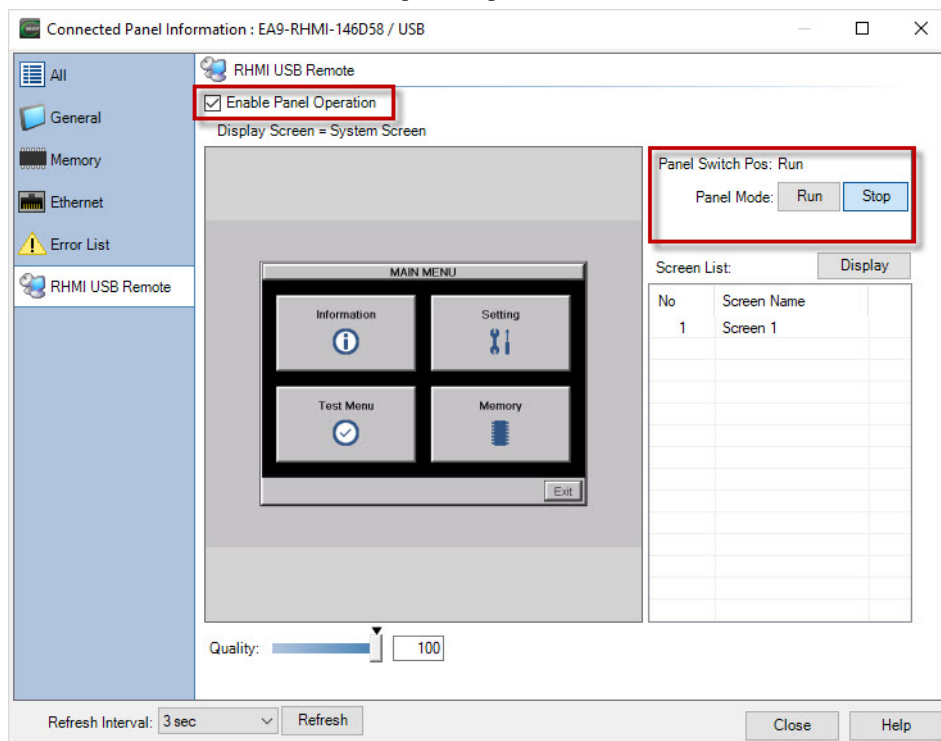 Connected Panel Information : EA9-RHMI-146D58 / USB
All
General
Memory
Ethernet
Error List
RHMI USB Remote
RHMI USB Remote
Enable Panel Operation
Display Screen = System Screen
MAIN MENU
Information
Setting
Test Menu
Memory
Exit
Panel Switch Pos: Run
Panel Mode: Run Stop
Screen List: Display
No Screen Name
1 Screen 1
Quality: 100
Refresh Interval: 3 sec Refresh
Close Help